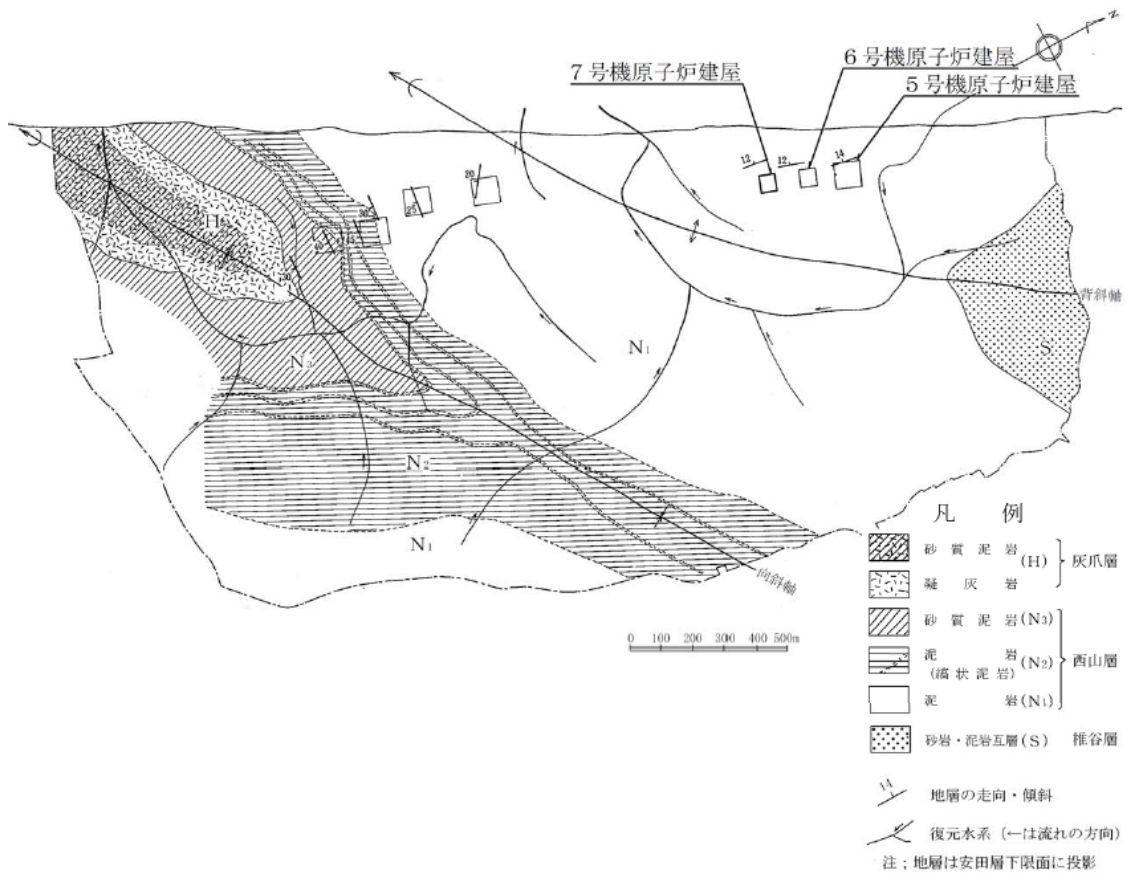 N
6号機原子炉建屋
7号機原子炉建屋
5号機原子炉建屋
12
12
14
20
25
30
H
30
背斜軸
S
N1
N3
N2
N1
向斜軸
0 100 200 300 400 500m
凡 例
砂質泥岩(H)
凝灰岩
灰爪層
砂質泥岩(N3)
泥岩(N2)
(縞状泥岩)
西山層
泥岩(N1)
砂岩・泥岩互層(S) 椎谷層
14
地層の走向・傾斜
復元水系(←は流れの方向)
注;地層は安田層下限面に投影